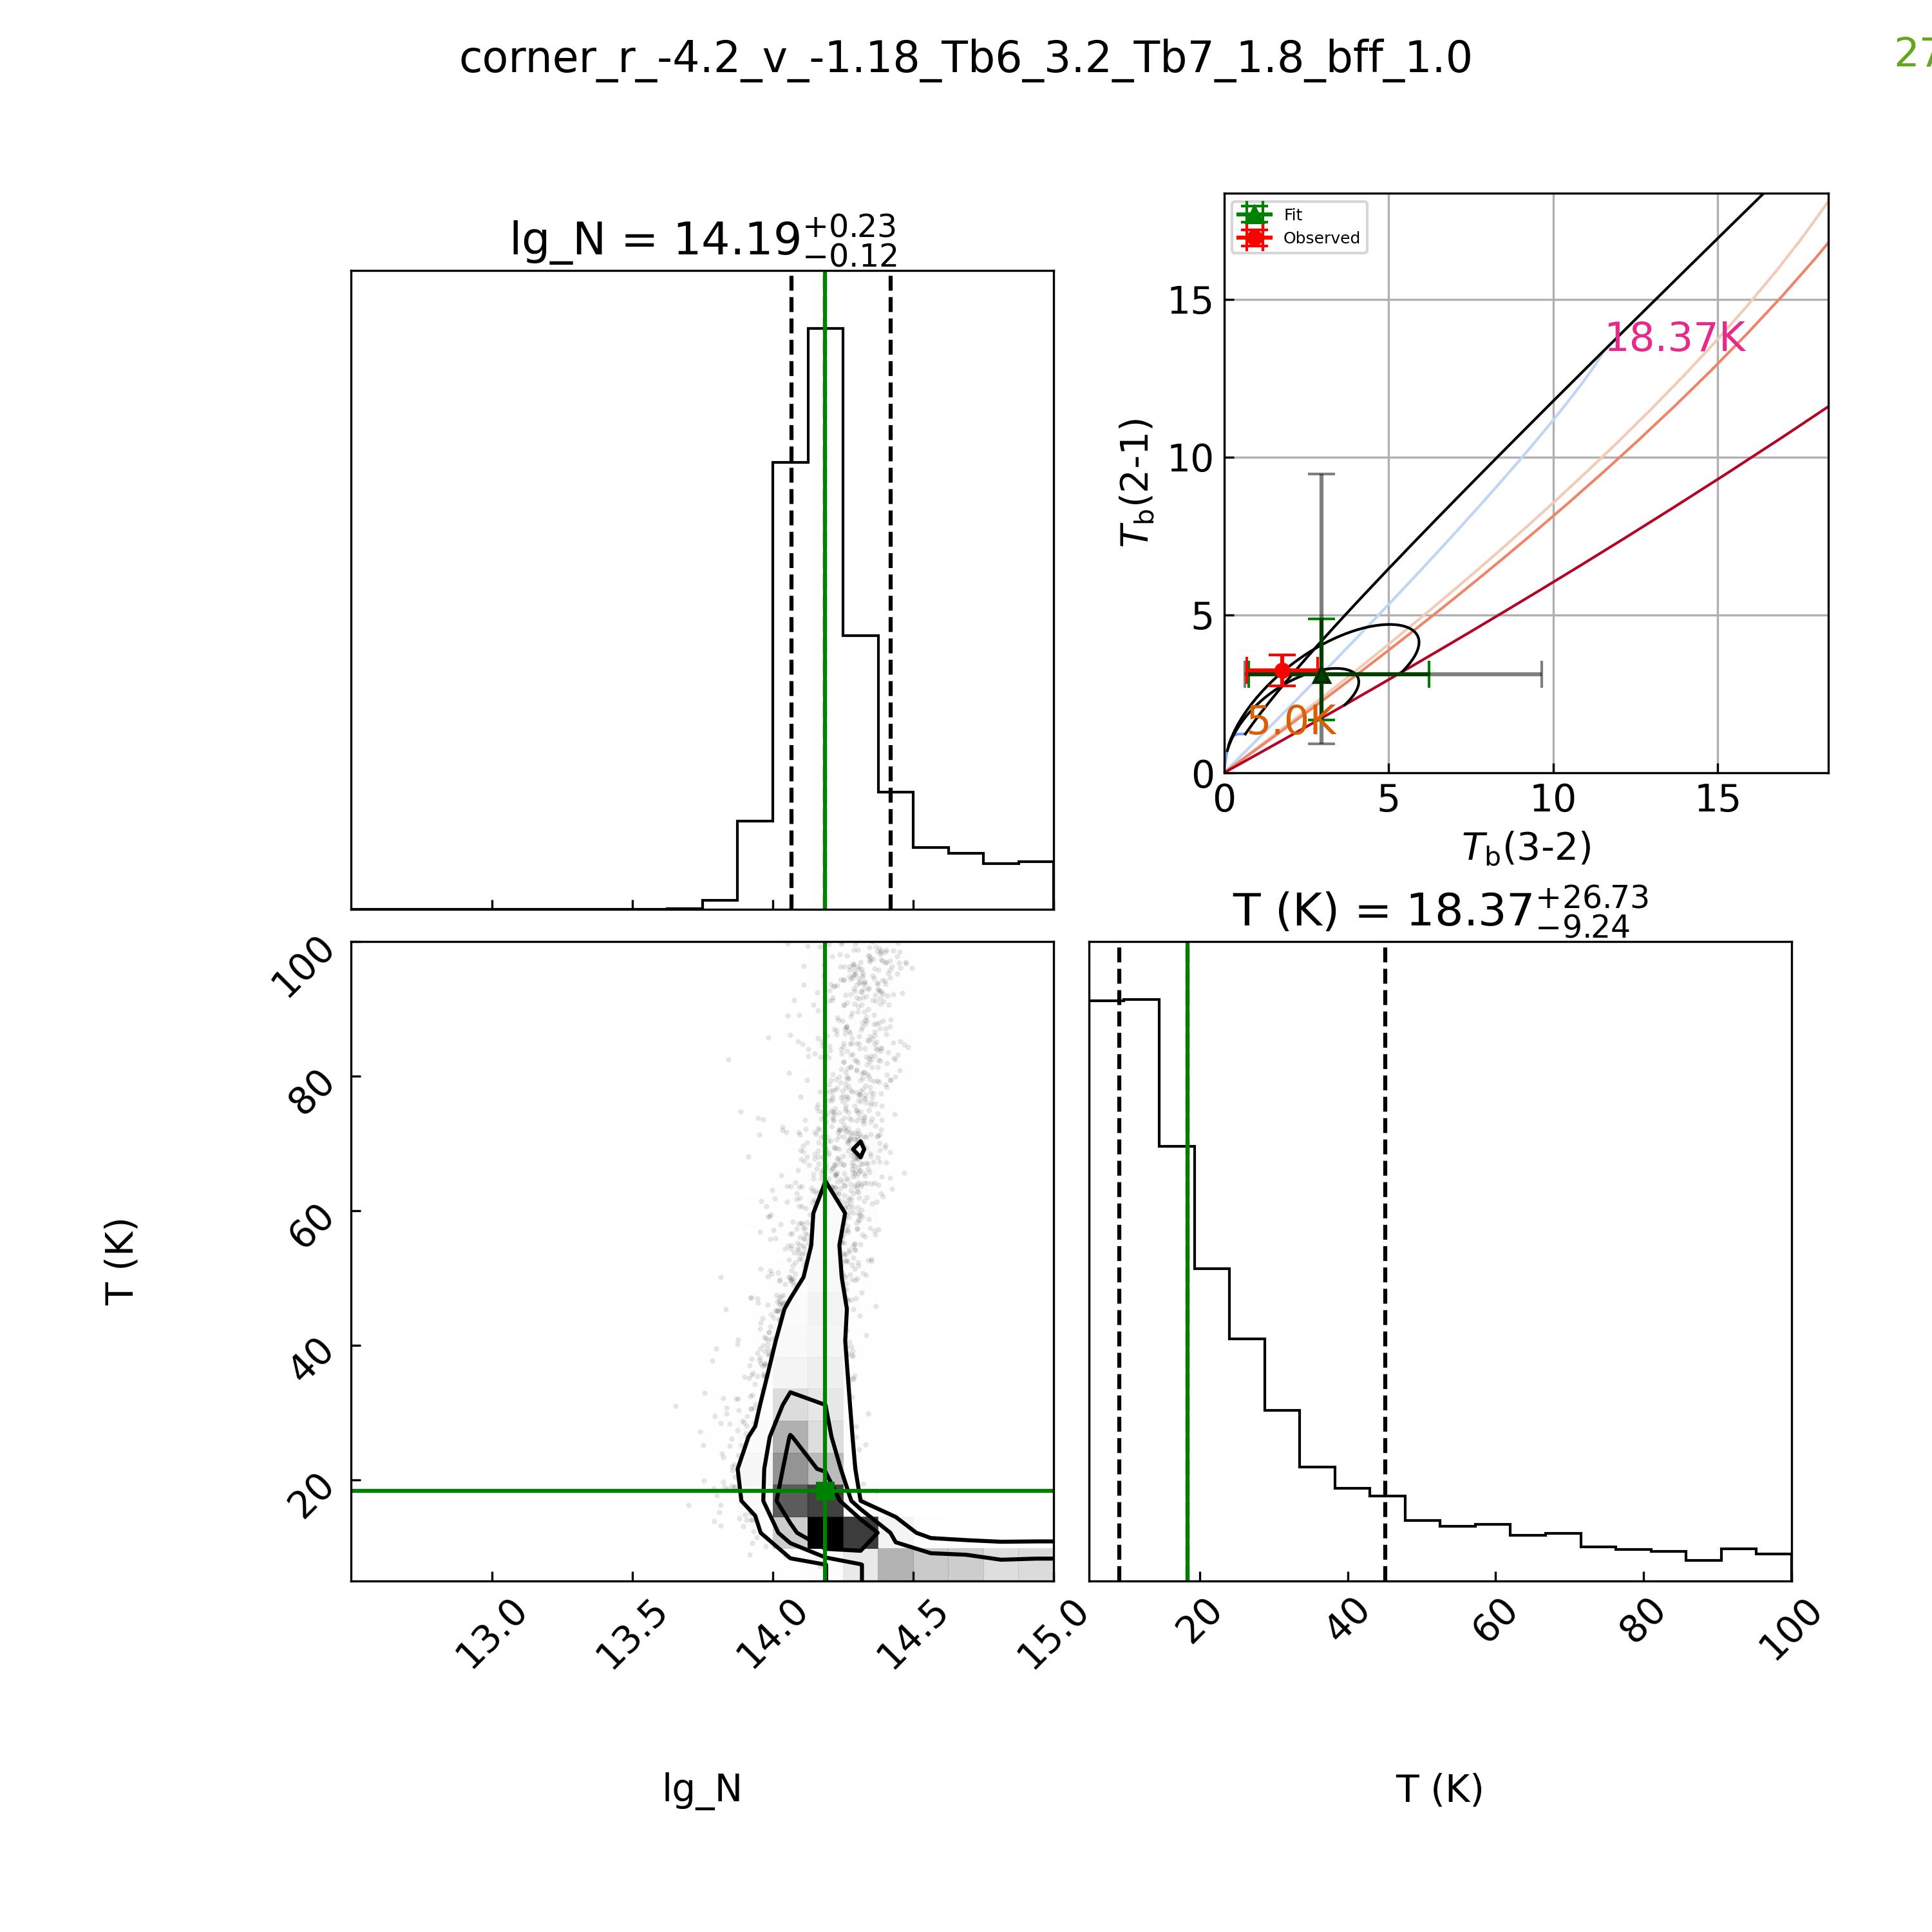 corner_r_-4.2_v_-1.18_Tb6_3.2_Tb7_1.8_bff_1.0
27
lg_N = 14.19+0.23−0.12
Fit
Observed
15
10
5
0
T_b(2-1)
18.37K
5.0K
0 5 10 15
T_b(3-2)
T (K) = 18.37+26.73−9.24
100
80
60
40
20
T (K)
13.0 13.5 14.0 14.5 15.0
20 40 60 80 100
lg_N
T (K)